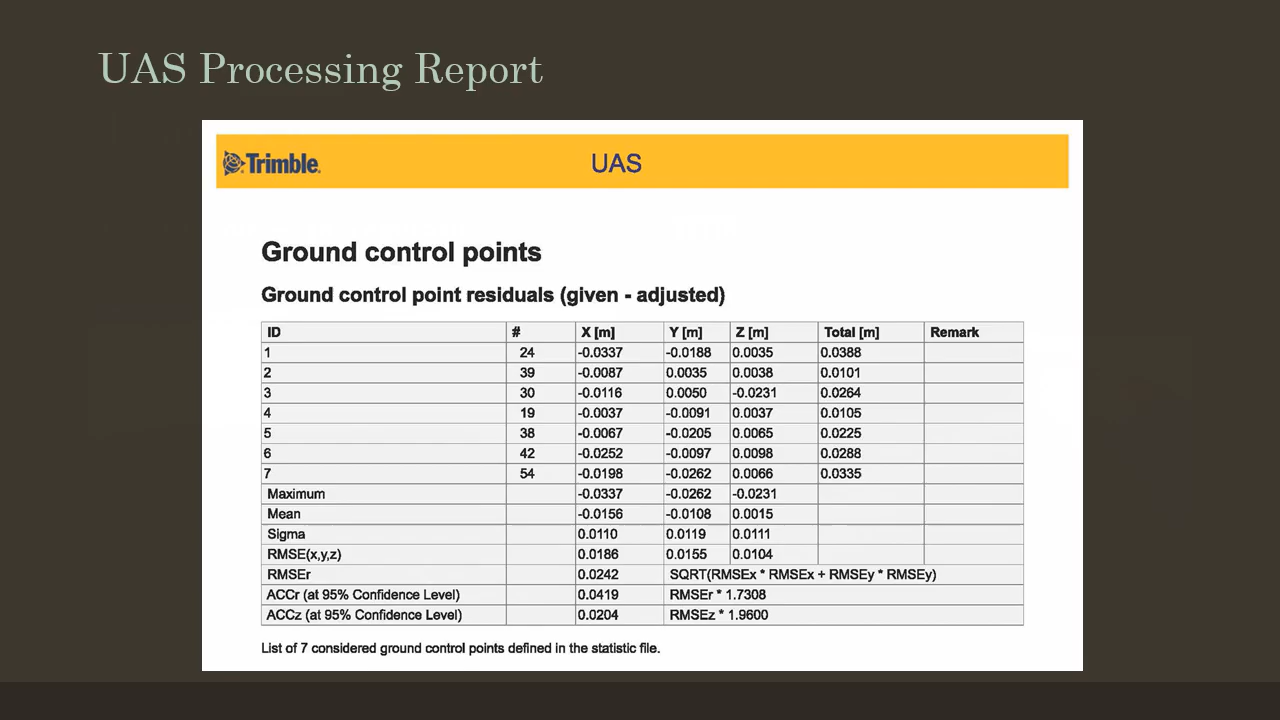 UAS Processing Report
Trimble.
UAS
Ground control points
Ground control point residuals (given - adjusted)
ID # X [m] Y [m] Z [m] Total [m] Remark
1 24 -0.0337 -0.0188 0.0035 0.0388
2 39 -0.0087 0.0035 0.0038 0.0101
3 30 -0.0116 0.0050 -0.0231 0.0264
4 19 -0.0037 -0.0091 0.0037 0.0105
5 38 -0.0067 -0.0205 0.0065 0.0225
6 42 -0.0252 -0.0097 0.0098 0.0288
7 54 -0.0198 -0.0262 0.0066 0.0335
Maximum -0.0337 -0.0262 -0.0231
Mean -0.0156 -0.0108 0.0015
Sigma 0.0110 0.0119 0.0111
RMSE(x,y,z) 0.0186 0.0155 0.0104
RMSEr 0.0242 SQRT(RMSEx * RMSEx + RMSEy * RMSEy)
ACCr (at 95% Confidence Level) 0.0419 RMSEr * 1.7308
ACCz (at 95% Confidence Level) 0.0204 RMSEz * 1.9600
List of 7 considered ground control points defined in the statistic file.